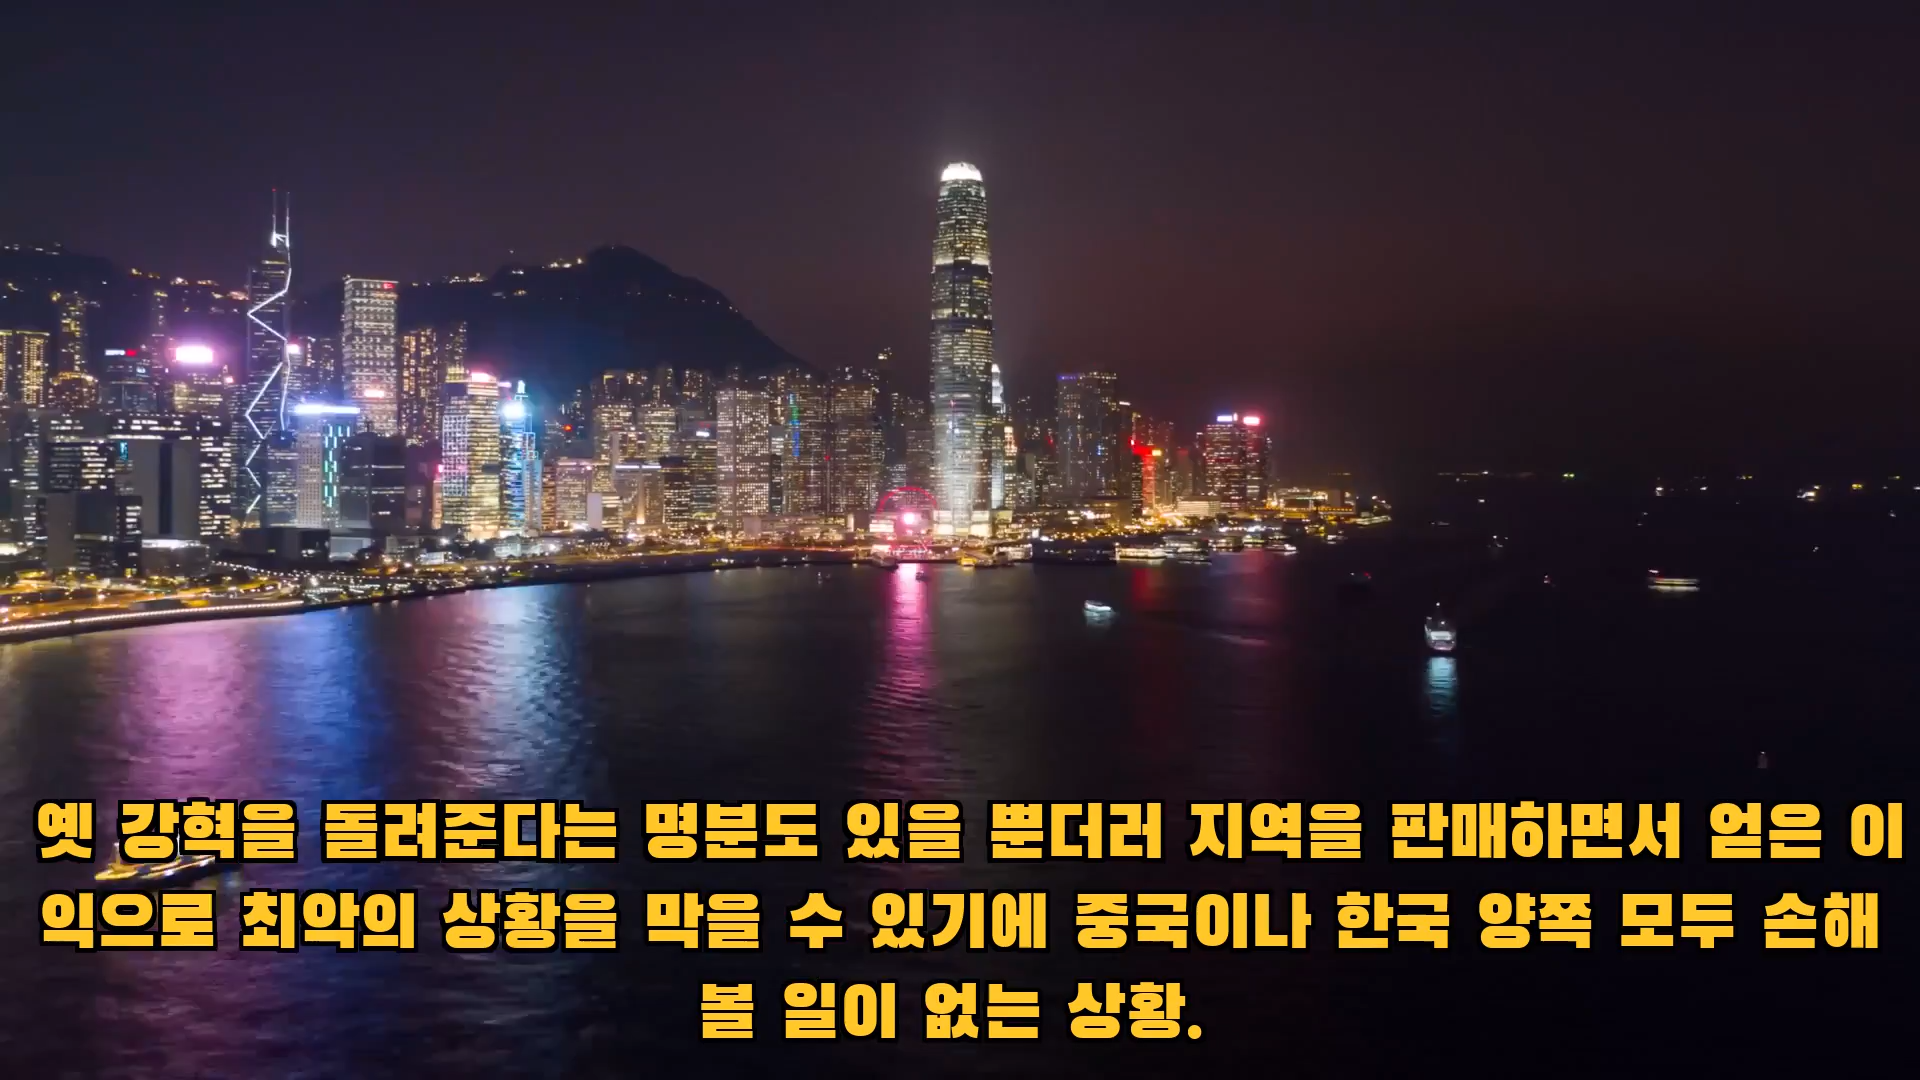 옛 강혁을 돌려준다는 명분도 있을 뿐더러 지역을 판매하면서 얻은 이
익으로 최악의 상황을 막을 수 있기에 중국이나 한국 양쪽 모두 손해
볼 일이 없는 상황.